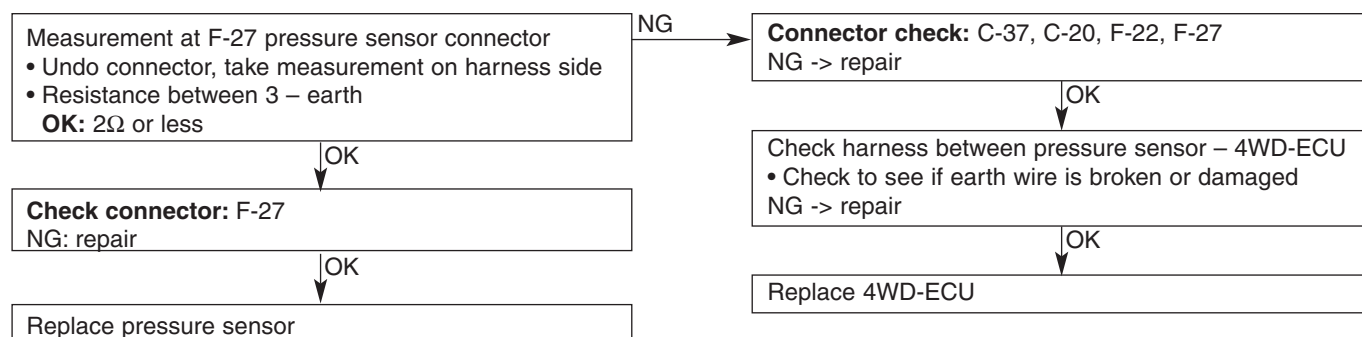 Measurement at F-27 pressure sensor connector
• Undo connector, take measurement on harness side
• Resistance between 3 – earth
OK: 2Ω or less
OK
Check connector: F-27
NG: repair
OK
Replace pressure sensor
NG
Connector check: C-37, C-20, F-22, F-27
NG -> repair
OK
Check harness between pressure sensor – 4WD-ECU
• Check to see if earth wire is broken or damaged
NG -> repair
OK
Replace 4WD-ECU